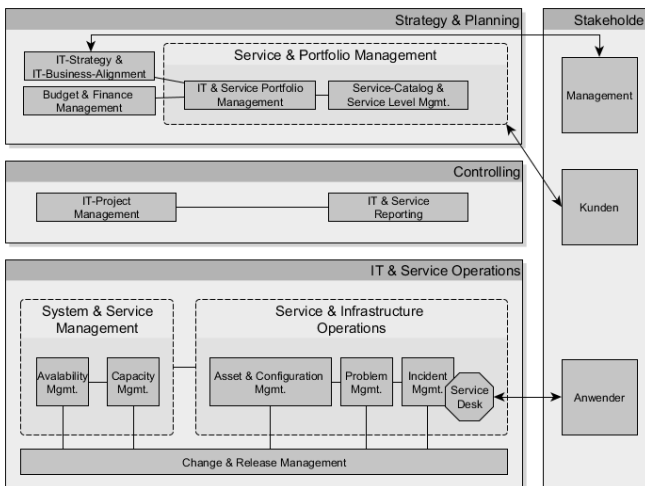 Strategy & Planning
Stakeholde
IT-Strategy &
IT-Business-Alignment
Budget & Finance
Management
Service & Portfolio Management
IT & Service Portfolio
Management
Service-Catalog &
Service Level Mgmt.
Management
Controlling
IT-Project
Management
IT & Service
Reporting
Kunden
IT & Service Operations
System & Service
Management
Service & Infrastructure
Operations
Avalability
Mgmt.
Capacity
Mgmt.
Asset & Configuration
Mgmt.
Problem
Mgmt.
Incident
Mgmt.
Service
Desk
Anwender
Change & Release Management